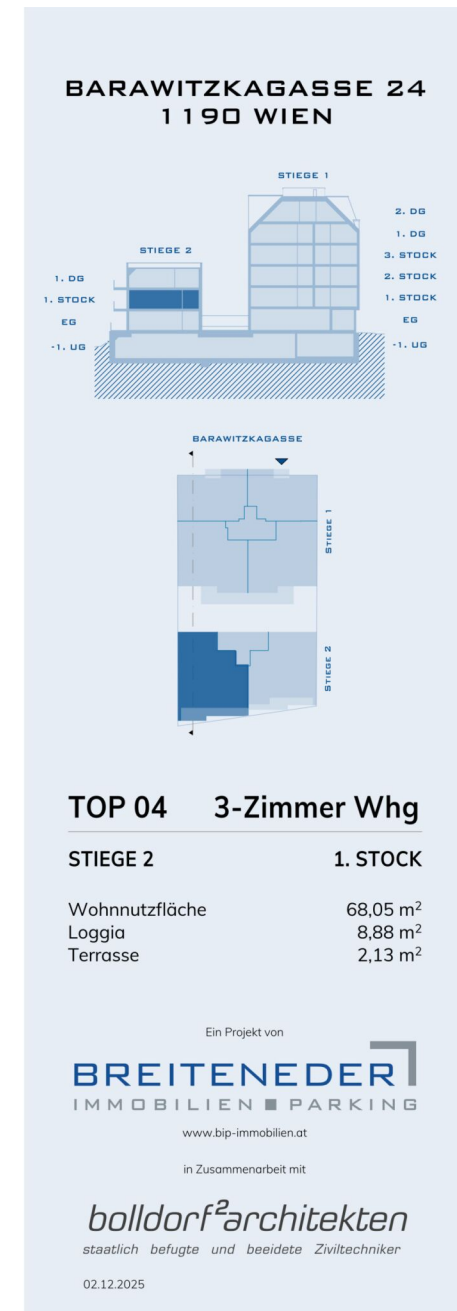 BARAWITZKAGASSE 24
1190 WIEN
STIEGE 1
2. DG
1. DG
3. STOCK
2. STOCK
1. STOCK
EG
-1. UG
STIEGE 2
1. DG
1. STOCK
EG
-1. UG
BARAWITZKAGASSE
STIEGE 1
STIEGE 2
TOP 04 3-Zimmer Whg
STIEGE 2 1. STOCK
Wohnnutzfläche 68,05 m²
Loggia 8,88 m²
Terrasse 2,13 m²
Ein Projekt von
BREITENEDER
IMMOBILIEN ■ PARKING
www.bip-immobilien.at
in Zusammenarbeit mit
bolldorf²architekten
staatlich befugte und beeidete Ziviltechniker
02.12.2025